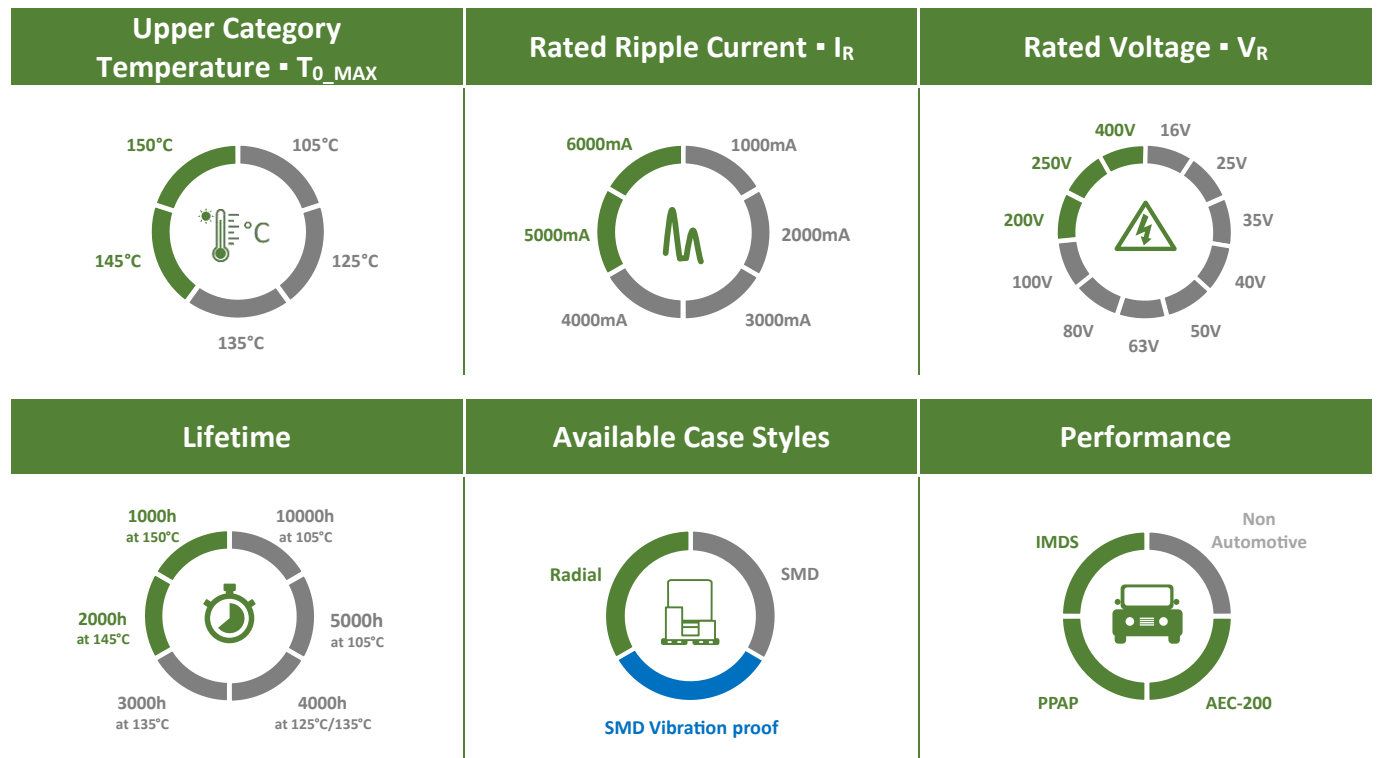 Upper Category
Temperature ▪ T0_MAX
Rated Ripple Current ▪ IR
Rated Voltage ▪ VR
150°C
105°C
145°C
125°C
135°C
°C
6000mA
1000mA
5000mA
2000mA
4000mA
3000mA
400V
16V
250V
25V
200V
35V
100V
40V
80V
63V
50V
Lifetime
Available Case Styles
Performance
1000h
at 150°C
10000h
at 105°C
2000h
at 145°C
5000h
at 105°C
3000h
at 135°C
4000h
at 125°C/135°C
Radial
SMD
SMD Vibration proof
IMDS
Non
Automotive
PPAP
AEC-200